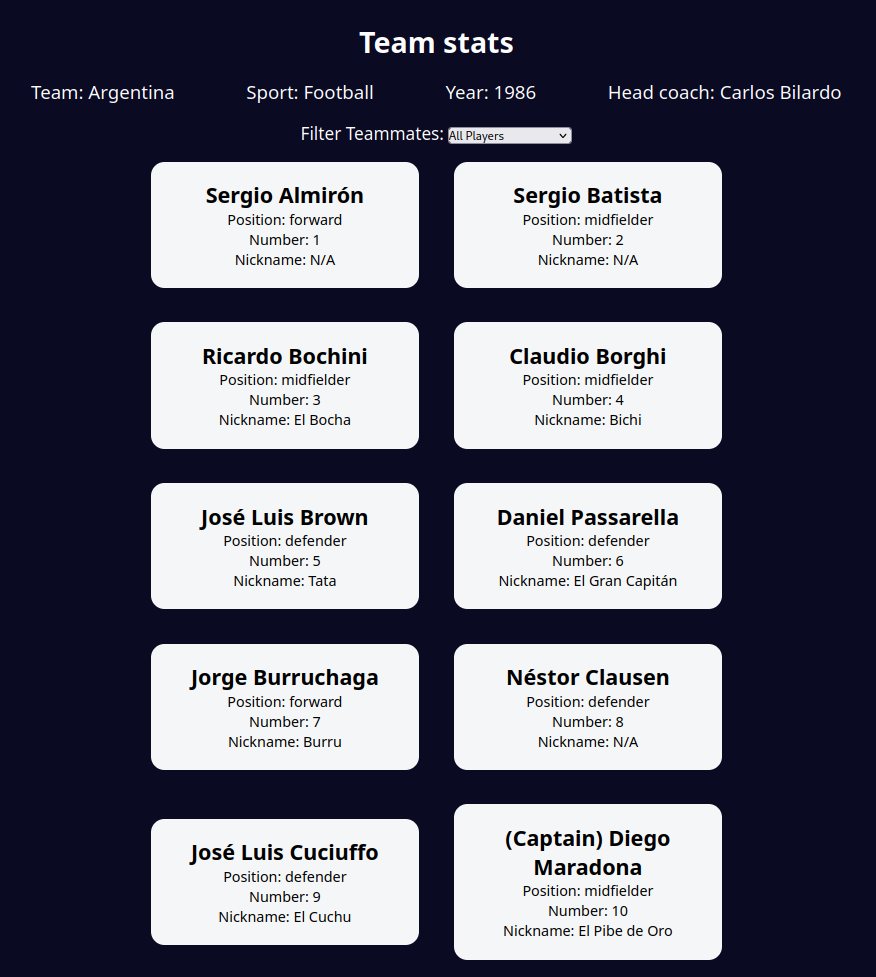 Team stats
Team: Argentina Sport: Football Year: 1986 Head coach: Carlos Bilardo
Filter Teammates: All Players
Sergio Almirón
Position: forward
Number: 1
Nickname: N/A
Sergio Batista
Position: midfielder
Number: 2
Nickname: N/A
Ricardo Bochini
Position: midfielder
Number: 3
Nickname: El Bocha
Claudio Borghi
Position: midfielder
Number: 4
Nickname: Bichi
José Luis Brown
Position: defender
Number: 5
Nickname: Tata
Daniel Passarella
Position: defender
Number: 6
Nickname: El Gran Capitán
Jorge Burruchaga
Position: forward
Number: 7
Nickname: Burru
Néstor Clausen
Position: defender
Number: 8
Nickname: N/A
José Luis Cuciuffo
Position: defender
Number: 9
Nickname: El Cuchu
(Captain) Diego
Maradona
Position: midfielder
Number: 10
Nickname: El Pibe de Oro